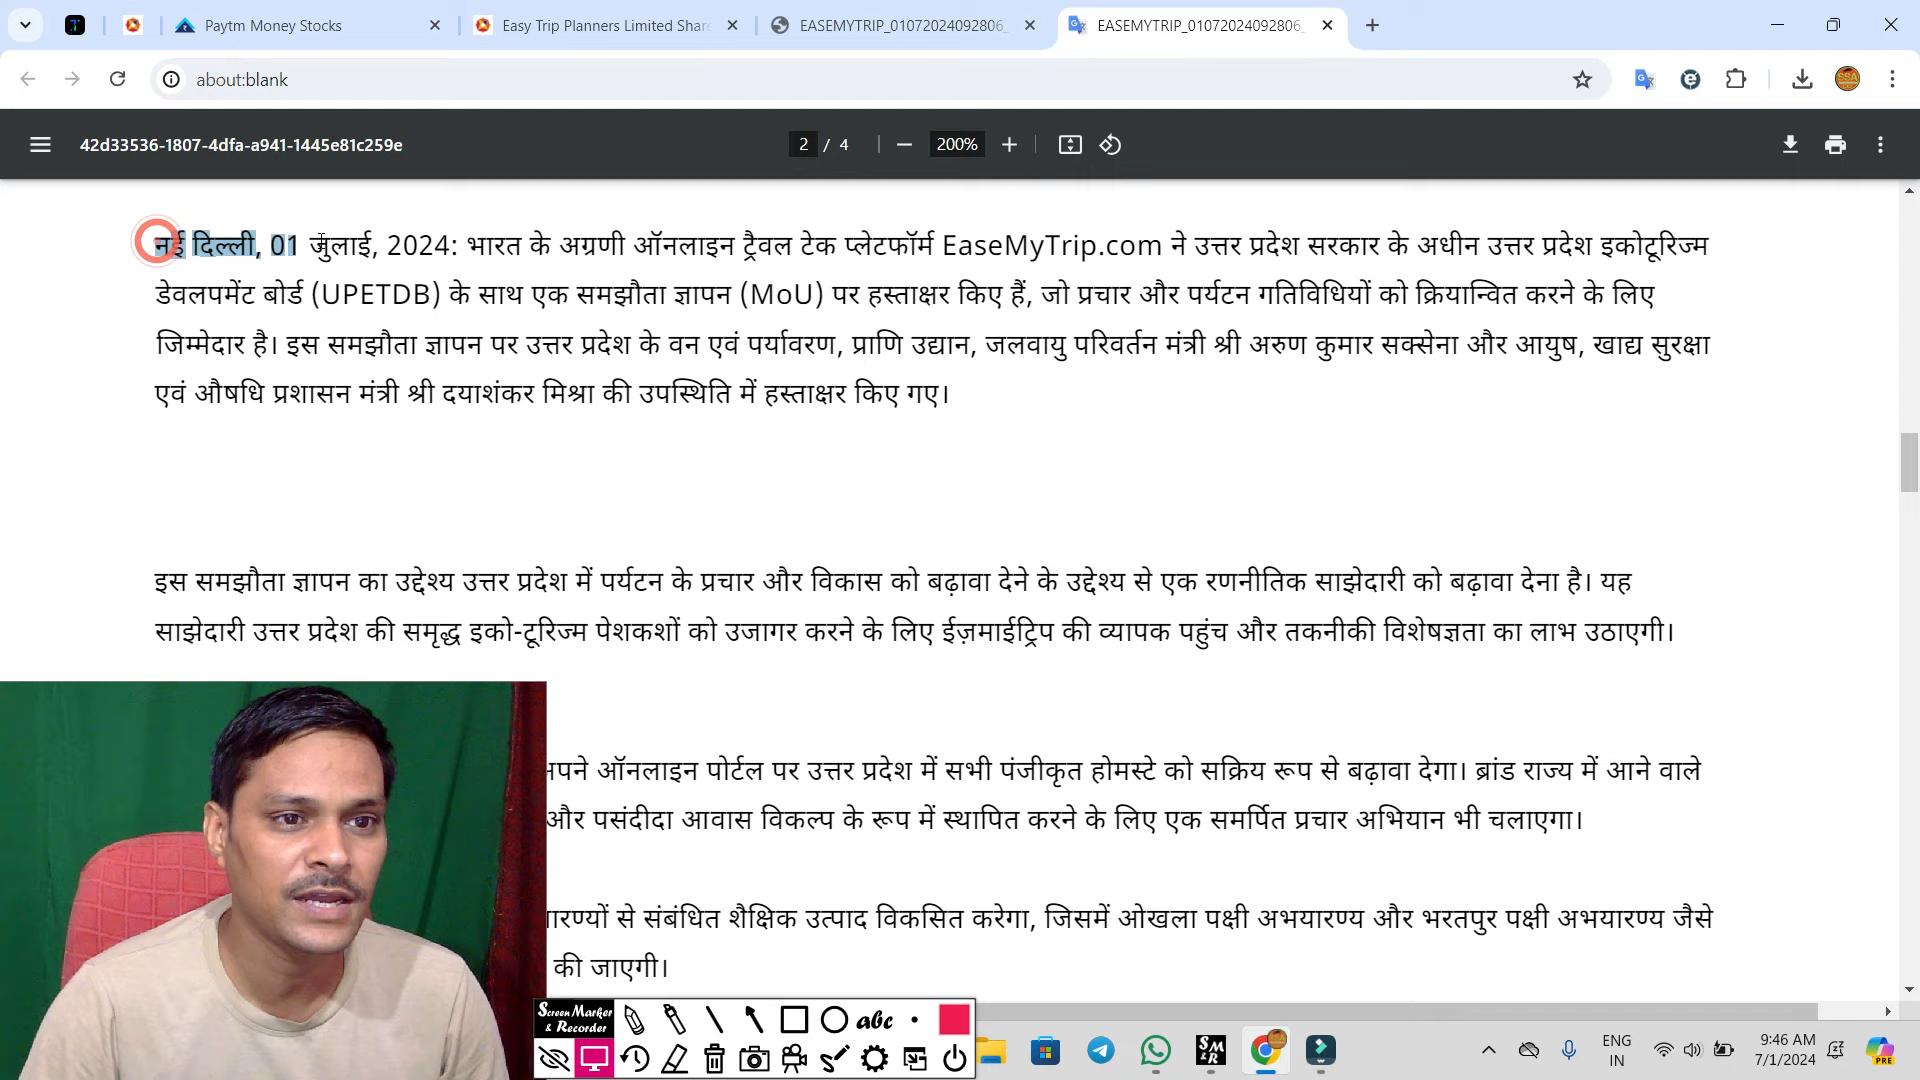 Paytm Money Stocks
Easy Trip Planners Limited Share
EASEMYTRIP_01072024092806_
EASEMYTRIP_01072024092806_
about:blank
42d33536-1807-4dfa-a941-1445e81c259e
2 / 4
200%
नई दिल्ली, 01 जुलाई, 2024: भारत के अग्रणी ऑनलाइन ट्रैवल टेक प्लेटफॉर्म EaseMyTrip.com ने उत्तर प्रदेश सरकार के अधीन उत्तर प्रदेश इकोटूरिज्म
डेवलपमेंट बोर्ड (UPETDB) के साथ एक समझौता ज्ञापन (MoU) पर हस्ताक्षर किए हैं, जो प्रचार और पर्यटन गतिविधियों को क्रियान्वित करने के लिए
जिम्मेदार है। इस समझौता ज्ञापन पर उत्तर प्रदेश के वन एवं पर्यावरण, प्राणि उद्यान, जलवायु परिवर्तन मंत्री श्री अरुण कुमार सक्सेना और आयुष, खाद्य सुरक्षा
एवं औषधि प्रशासन मंत्री श्री दयाशंकर मिश्रा की उपस्थिति में हस्ताक्षर किए गए।
इस समझौता ज्ञापन का उद्देश्य उत्तर प्रदेश में पर्यटन के प्रचार और विकास को बढ़ावा देने के उद्देश्य से एक रणनीतिक साझेदारी को बढ़ावा देना है। यह
साझेदारी उत्तर प्रदेश की समृद्ध इको-टूरिज्म पेशकशों को उजागर करने के लिए ईज़माईट्रिप की व्यापक पहुंच और तकनीकी विशेषज्ञता का लाभ उठाएगी।
अपने ऑनलाइन पोर्टल पर उत्तर प्रदेश में सभी पंजीकृत होमस्टे को सक्रिय रूप से बढ़ावा देगा। ब्रांड राज्य में आने वाले
और पसंदीदा आवास विकल्प के रूप में स्थापित करने के लिए एक समर्पित प्रचार अभियान भी चलाएगा।
से संबंधित शैक्षिक उत्पाद विकसित करेगा, जिसमें ओखला पक्षी अभयारण्य और भरतपुर पक्षी अभयारण्य जैसे
की जाएगी।
Screen Marker
& Recorder
abc
SM
&R
ENG
IN
9:46 AM
7/1/2024
PRE